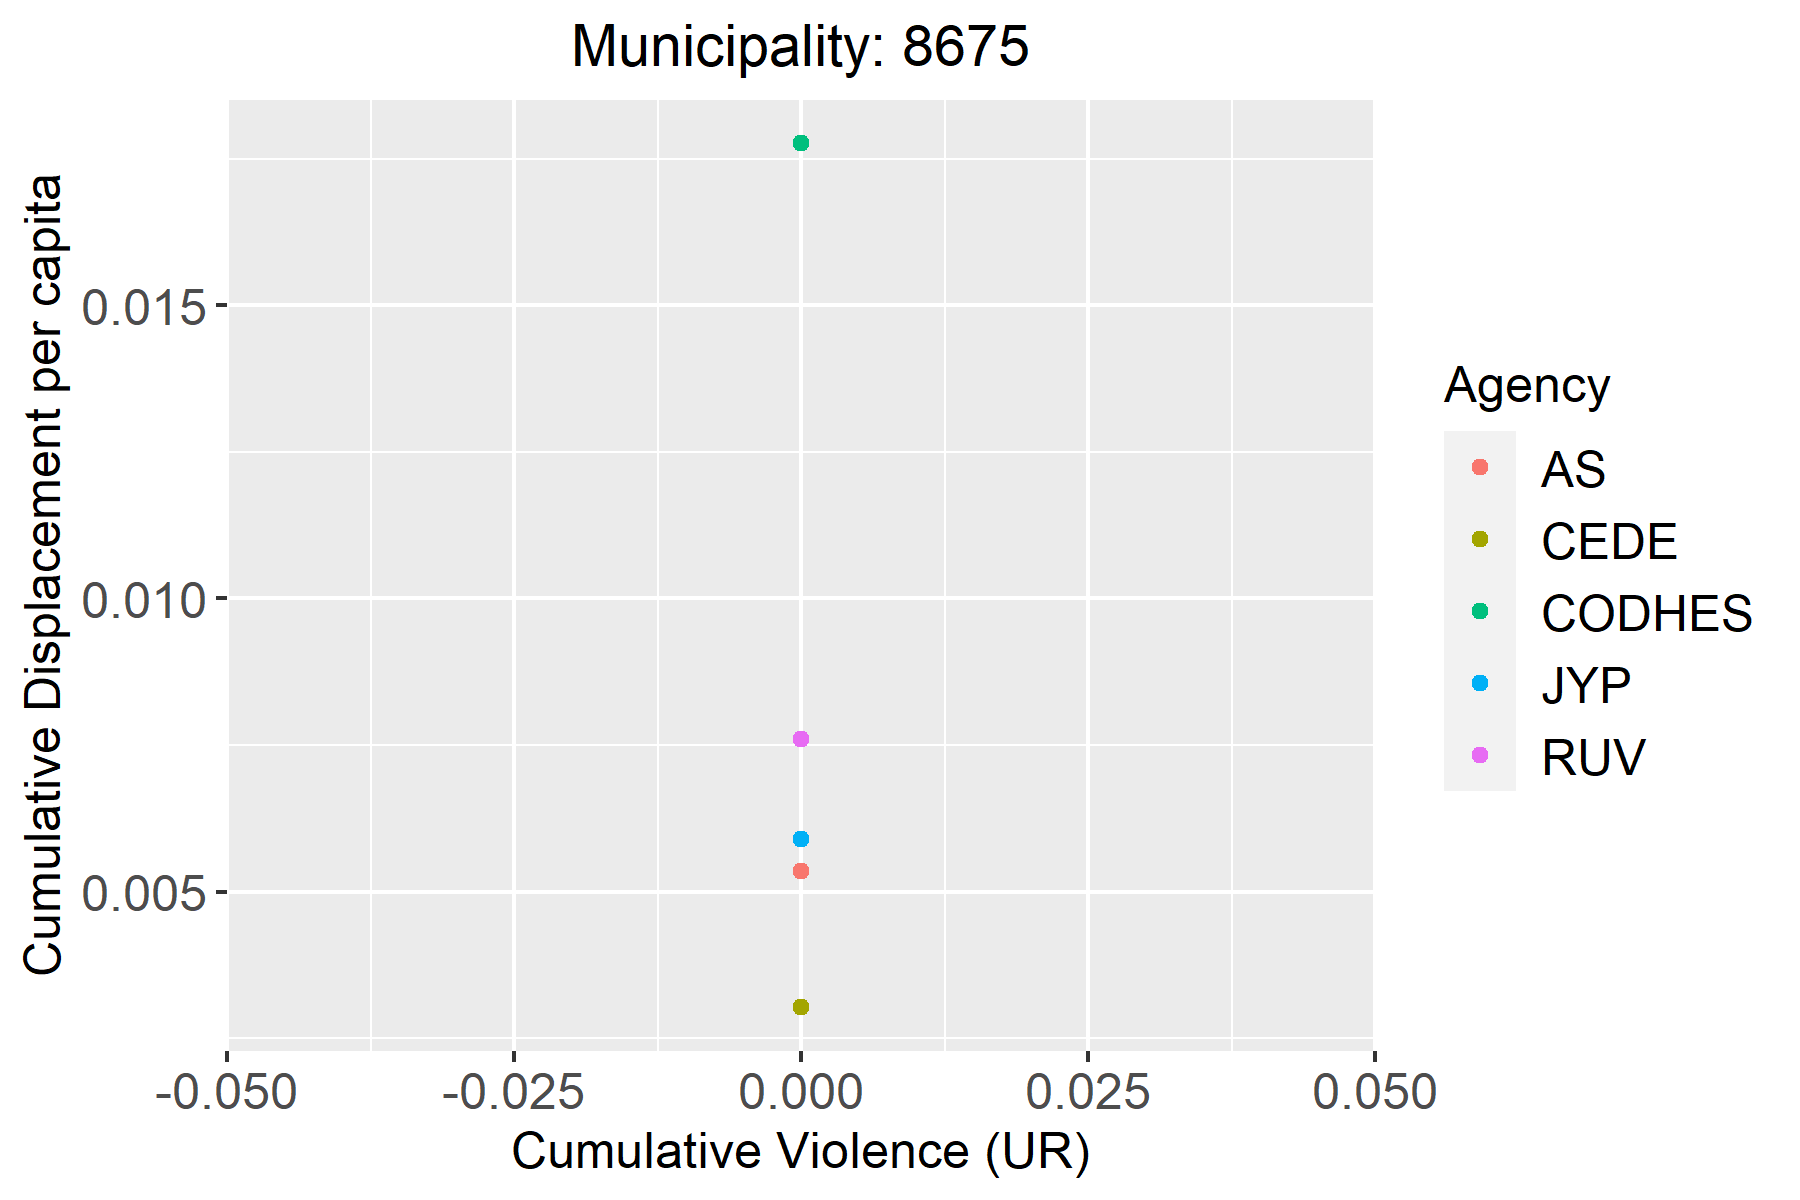 Municipality: 8675
Cumulative Displacement per capita
0.015
0.010
0.005
-0.050
-0.025
0.000
0.025
0.050
Cumulative Violence (UR)
Agency
AS
CEDE
CODHES
JYP
RUV